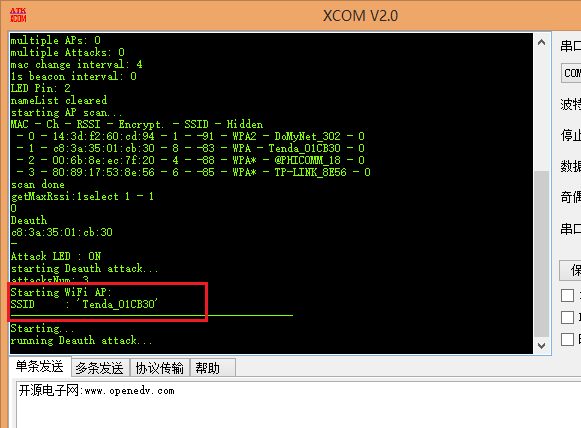 ATK
XCOM
XCOM V2.0
multiple APs: 0
multiple Attacks: 0
mac change interval: 4
1s beacon interval: 0
LED Pin: 2
nameList cleared
starting AP scan...
MAC - Ch - RSSI - Encrypt. - SSID - Hidden
- 0 - 14:3d:f2:60:cd:94 - 1 - -91 - WPA2 - DoMyNet_302 - 0
- 1 - c8:3a:35:01:cb:30 - 8 - -83 - WPA - Tenda_01CB30 - 0
- 2 - 00:6b:8e:ec:7f:20 - 4 - -88 - WPA* - @PHICOMM_18 - 0
- 3 - 80:89:17:53:8e:56 - 6 - -85 - WPA* - TP-LINK_8E56 - 0
scan done
getMaxRssi:1select 1 - 1
0
Deauth
c8:3a:35:01:cb:30
-
Attack LED : ON
starting Deauth attack...
attacksNum: 3
Starting WiFi AP:
SSID : 'Tenda_01CB30'
Starting...
running Deauth attack...
串口
COM
波特
停止
数据
奇偶
串口
保
单条发送 多条发送 协议传输 帮助
开源电子网:www.openedv.com